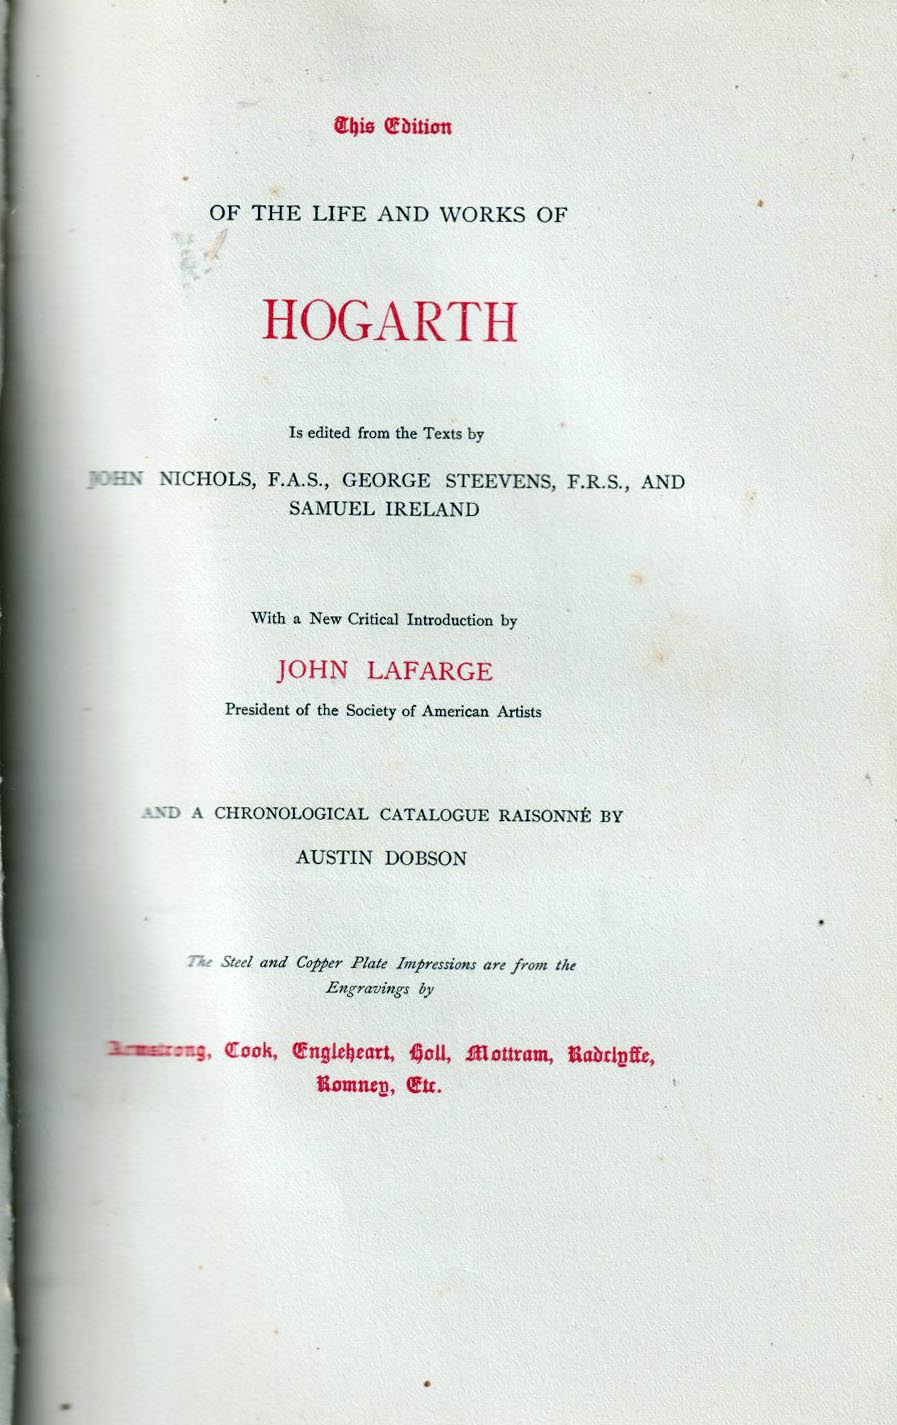 This Edition
OF THE LIFE AND WORKS OF
HOGARTH
Is edited from the Texts by
JOHN NICHOLS, F.A.S., GEORGE STEEVENS, F.R.S., AND
SAMUEL IRELAND
With a New Critical Introduction by
JOHN LAFARGE
President of the Society of American Artists
AND A CHRONOLOGICAL CATALOGUE RAISONNÉ BY
AUSTIN DOBSON
The Steel and Copper Plate Impressions are from the
Engravings by
Armstrong, Cook, Engleheart, Holl, Mottram, Radclyffe,
Romney, Etc.